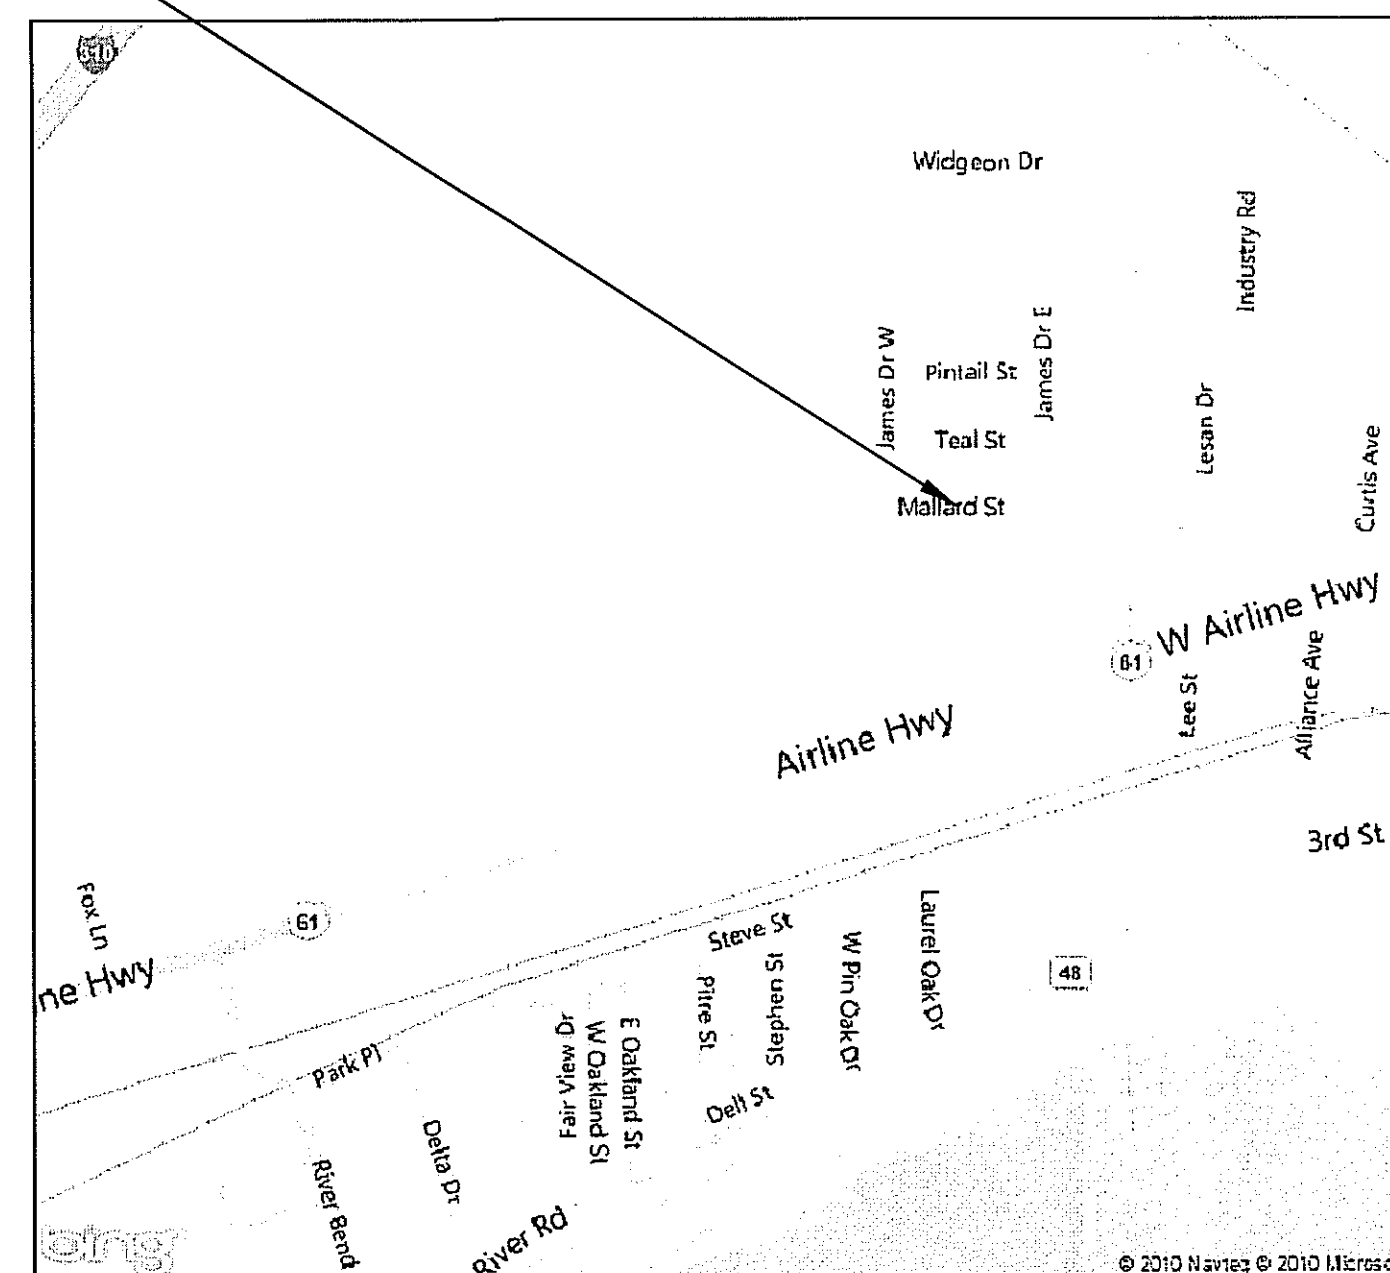 310
Widgeon Dr
Industry Rd
James Dr E
James Dr W
Pintail St
Lesan Dr
Teal St
Curtis Ave
Mallard St
W Airline Hwy
61
Alliance Ave
Lee St
Airline Hwy
3rd St
Fox Ln
61
Laurel Oak Dr
Steve St
W Pin Oak Dr
ne Hwy
48
Stephen St
Pitre St
Fair View Dr
W Oakland St
E Oakland St
Park Pl
Dell St
Delta Dr
River Bend
River Rd
bing
© 2010 Navteq © 2010 Microso